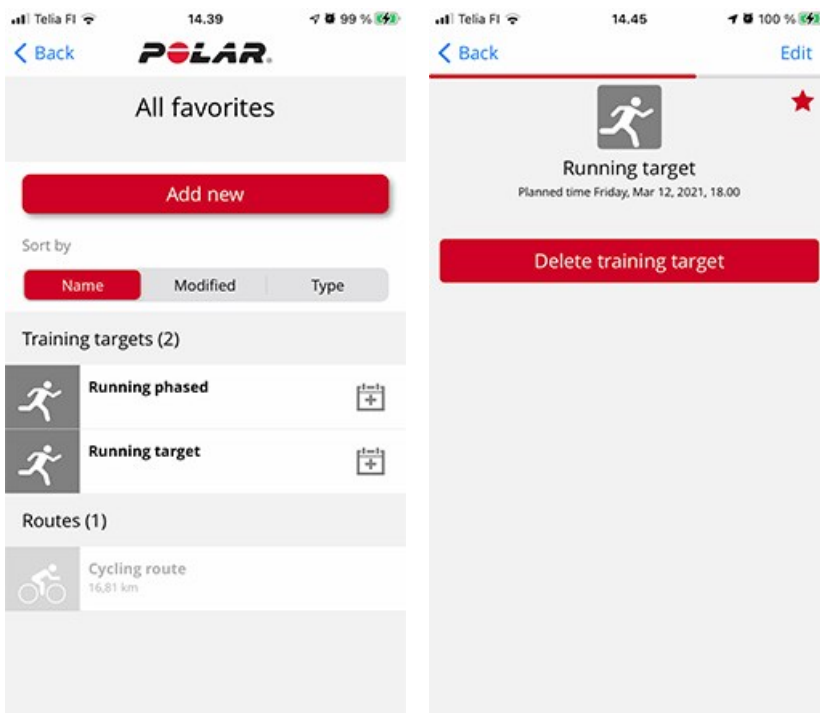 Telia FI 14.39 99 %
Back POLAR.
All favorites
Add new
Sort by
Name Modified Type
Training targets (2)
Running phased
Running target
Routes (1)
Cycling route
16,81 km
Telia FI 14.45 100 %
Back Edit
Running target
Planned time Friday, Mar 12, 2021, 18.00
Delete training target